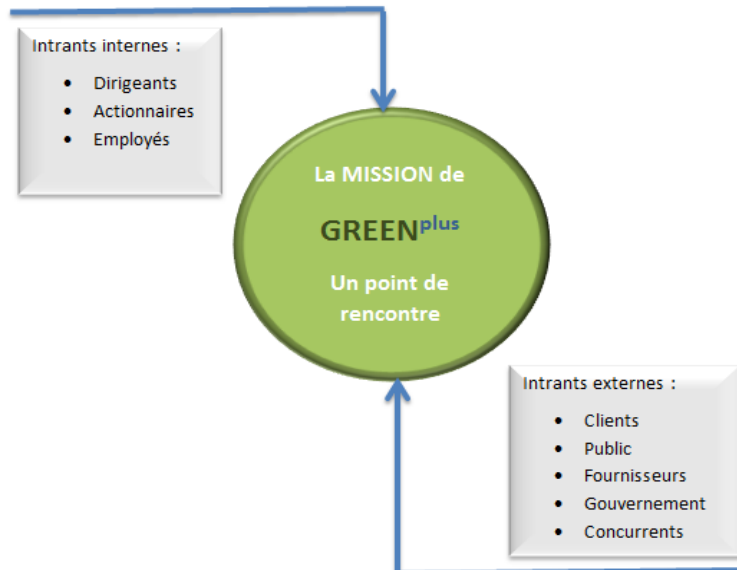 Intrants internes :
• Dirigeants
• Actionnaires
• Employés
La MISSION de
GREENplus
Un point de
rencontre
Intrants externes :
• Clients
• Public
• Fournisseurs
• Gouvernement
• Concurrents